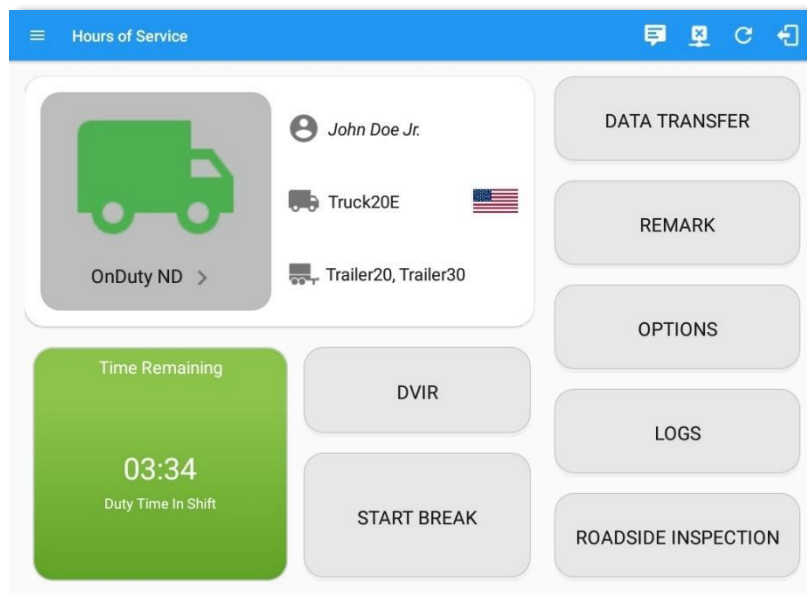 Hours of Service
John Doe Jr.
Truck20E
Trailer20, Trailer30
OnDuty ND
DATA TRANSFER
REMARK
OPTIONS
LOGS
ROADSIDE INSPECTION
Time Remaining
03:34
Duty Time In Shift
DVIR
START BREAK